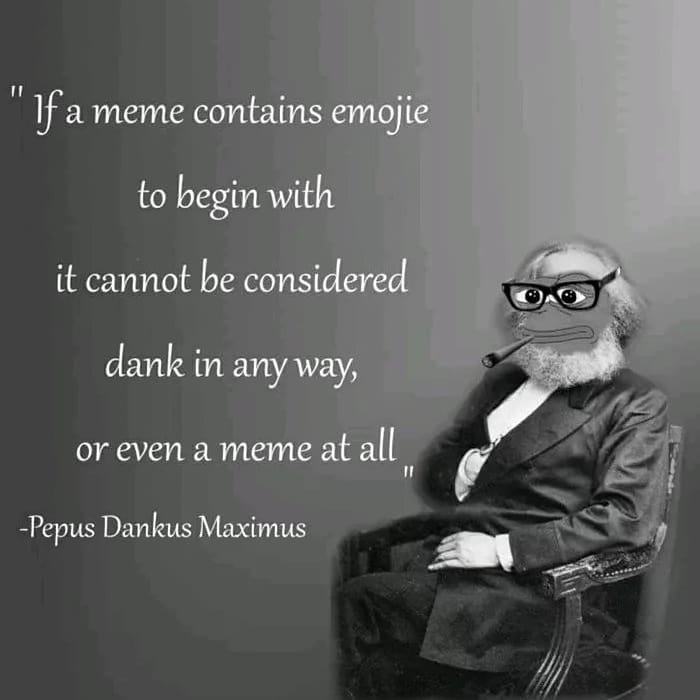 " If a meme contains emojie
to begin with
it cannot be considered
dank in any way,
or even a meme at all "
-Pepus Dankus Maximus